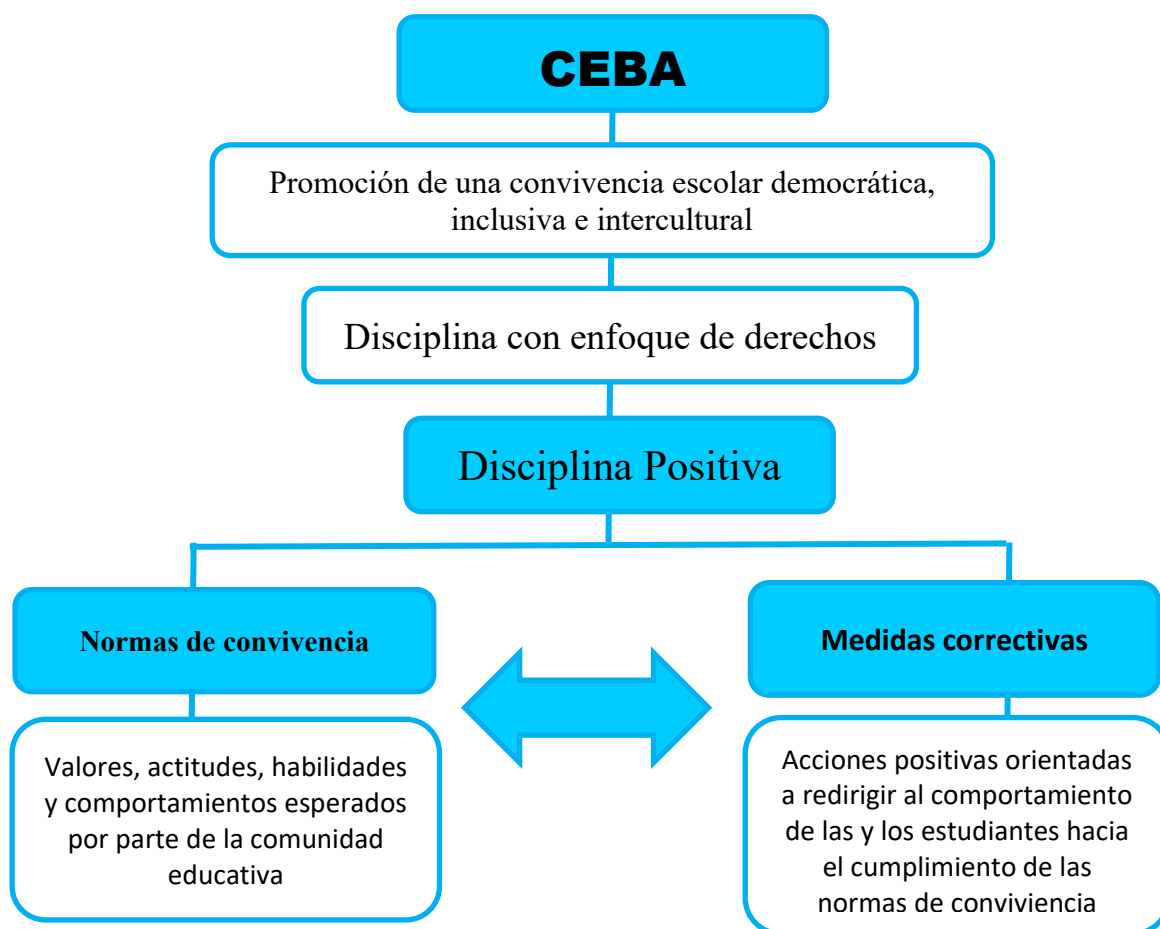 CEBA
Promoción de una convivencia escolar democrática,
inclusiva e intercultural
Disciplina con enfoque de derechos
Disciplina Positiva
Normas de convivencia
Valores, actitudes, habilidades
y comportamientos esperados
por parte de la comunidad
educativa
Medidas correctivas
Acciones positivas orientadas
a redirigir al comportamiento
de las y los estudiantes hacia
el cumplimiento de las
normas de conviviencia